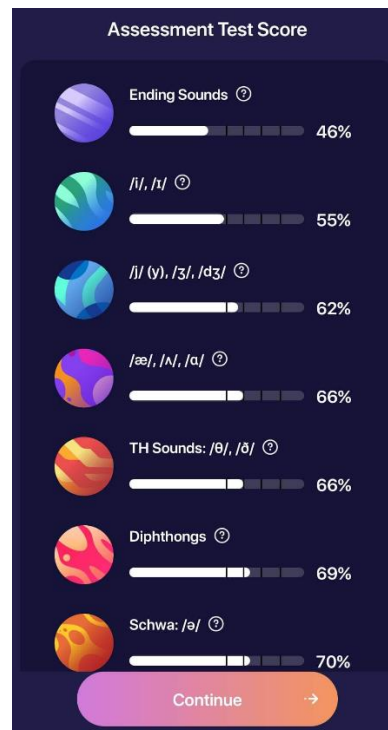 Assessment Test Score
Ending Sounds ?
46%
/i/, /ɪ/ ?
55%
/j/ (y), /ʒ/, /dʒ/ ?
62%
/æ/, /ʌ/, /ɑ/ ?
66%
TH Sounds: /θ/, /ð/ ?
66%
Diphthongs ?
69%
Schwa: /ə/ ?
70%
Continue